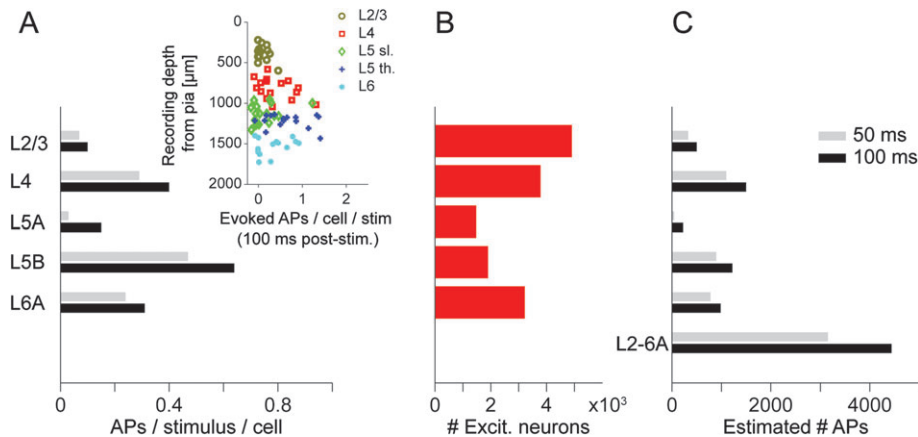 A
B
C
L2/3
L4
L5 sl.
L5 th.
L6
Recording depth
from pia [µm]
0
500
1000
1500
2000
0 1 2
Evoked APs / cell / stim
(100 ms post-stim.)
L2/3
L4
L5A
L5B
L6A
0 0.4 0.8
APs / stimulus / cell
0 5
x10³
# Excit. neurons
50 ms
100 ms
L2-6A
0 2000 4000
Estimated # APs